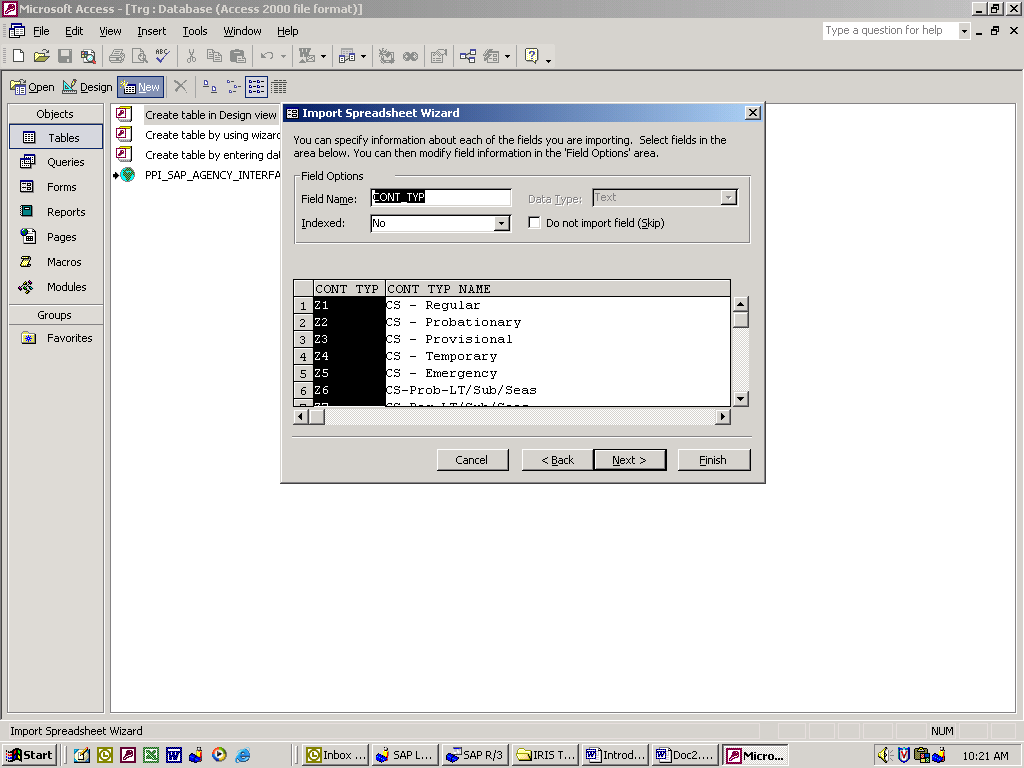 Microsoft Access - [Trg : Database (Access 2000 file format)]
File Edit View Insert Tools Window Help
Type a question for help
Open Design New
Objects
Tables
Queries
Forms
Reports
Pages
Macros
Modules
Groups
Favorites
Create table in Design view
Create table by using wizard
Create table by entering dat
PPI_SAP_AGENCY_INTERFA
Import Spreadsheet Wizard
You can specify information about each of the fields you are importing. Select fields in the
area below. You can then modify field information in the 'Field Options' area.
Field Options
Field Name: CONT_TYP Data Type: Text
Indexed: No Do not import field (Skip)
CONT TYP CONT TYP NAME
1 Z1 CS - Regular
2 Z2 CS - Probationary
3 Z3 CS - Provisional
4 Z4 CS - Temporary
5 Z5 CS - Emergency
6 Z6 CS-Prob-LT/Sub/Seas
Cancel < Back Next > Finish
Import Spreadsheet Wizard NUM
Start Inbox ... SAP L... SAP R/3 IRIS T... Introd... Doc2.... Micro... 10:21 AM